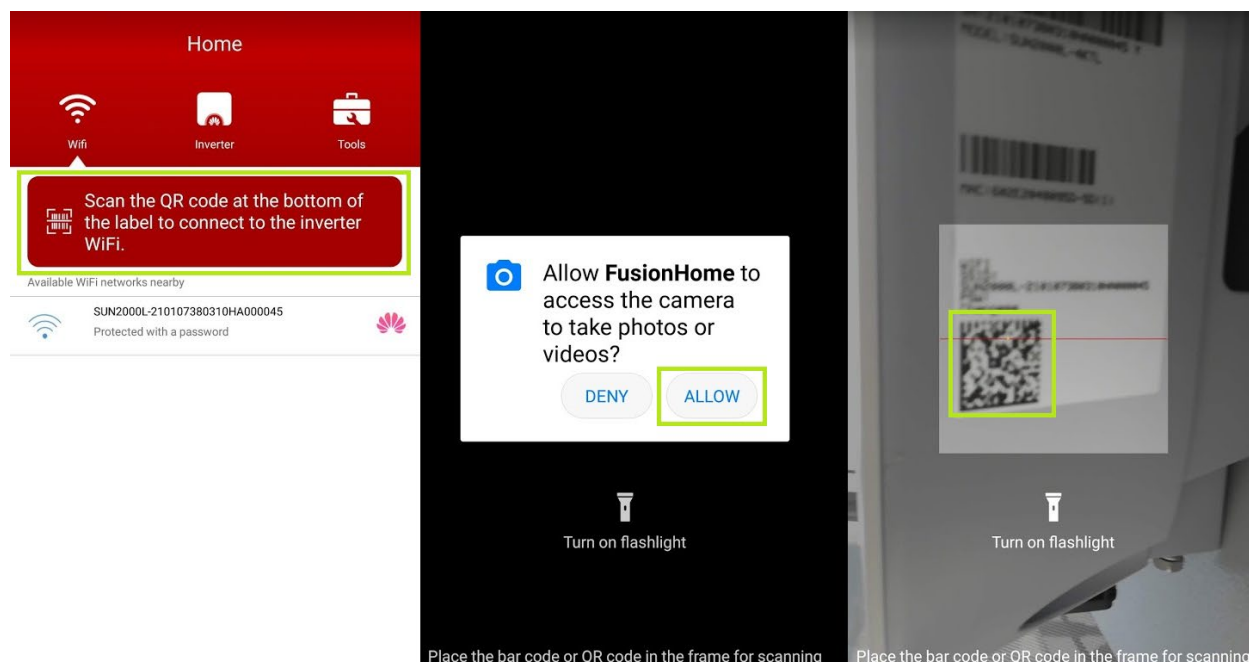 Home
Wifi
Inverter
Tools
Scan the QR code at the bottom of
the label to connect to the inverter
WiFi.
Available WiFi networks nearby
SUN2000L-210107380310HA000045
Protected with a password
Allow FusionHome to
access the camera
to take photos or
videos?
DENY
ALLOW
Turn on flashlight
Place the bar code or QR code in the frame for scanning
Turn on flashlight
Place the bar code or QR code in the frame for scanning